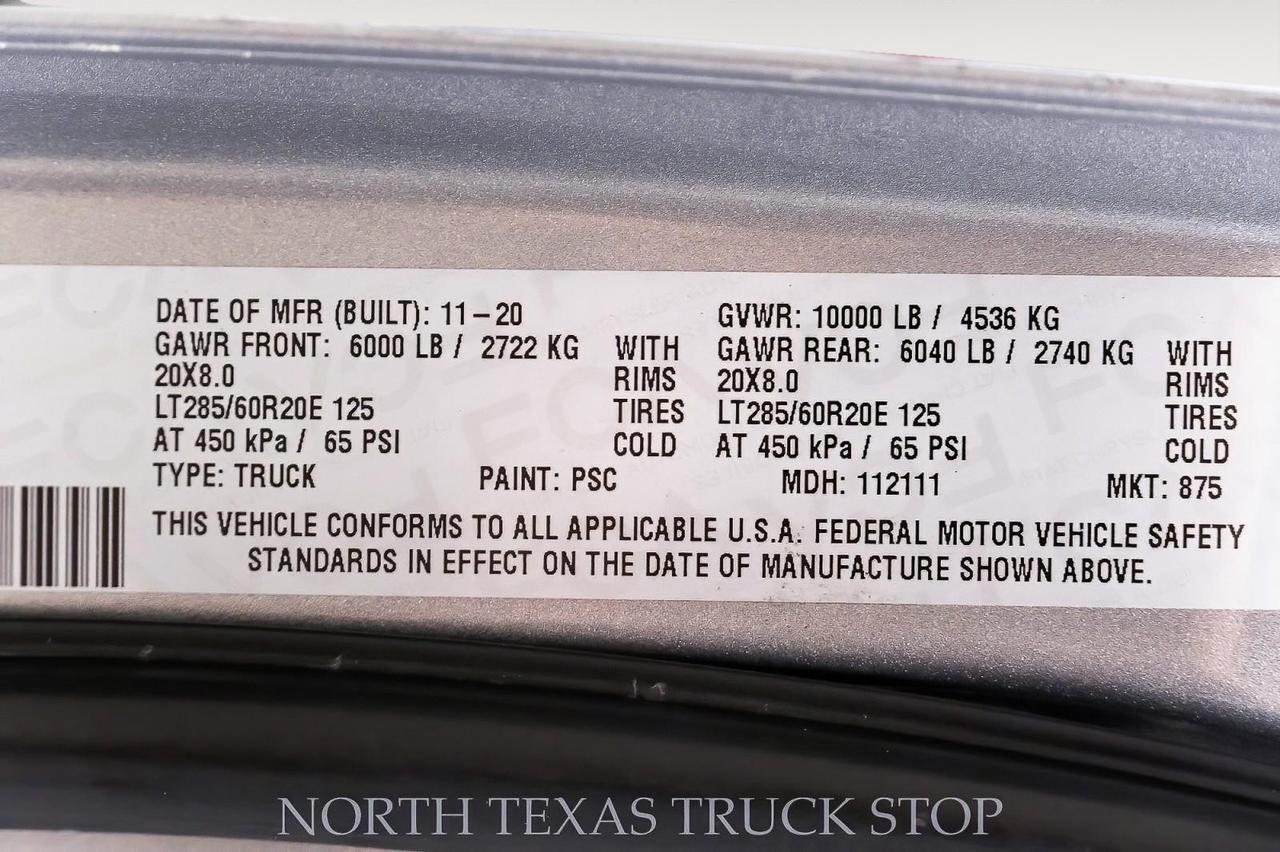 DATE OF MFR (BUILT): 11-20 GVWR: 10000 LB / 4536 KG
GAWR FRONT: 6000 LB / 2722 KG WITH GAWR REAR: 6040 LB / 2740 KG WITH
20X8.0 RIMS 20X8.0 RIMS
LT285/60R20E 125 TIRES LT285/60R20E 125 TIRES
AT 450 kPa / 65 PSI COLD AT 450 kPa / 65 PSI COLD
TYPE: TRUCK PAINT: PSC MDH: 112111 MKT: 875
THIS VEHICLE CONFORMS TO ALL APPLICABLE U.S.A. FEDERAL MOTOR VEHICLE SAFETY
STANDARDS IN EFFECT ON THE DATE OF MANUFACTURE SHOWN ABOVE.
NORTH TEXAS TRUCK STOP